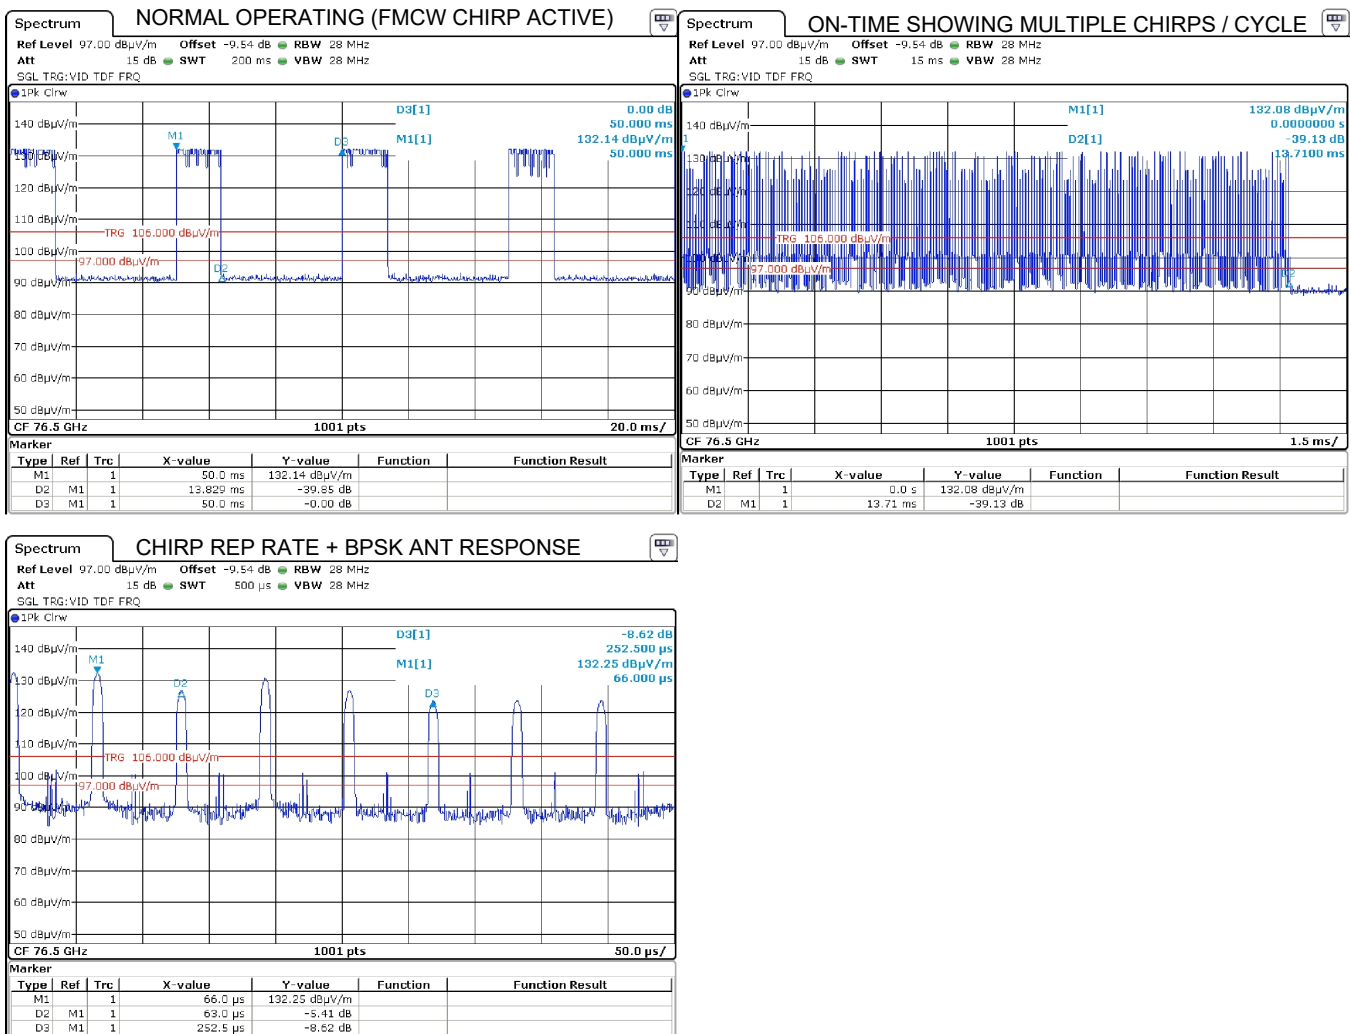 Spectrum
NORMAL OPERATING (FMCW CHIRP ACTIVE)
Ref Level 97.00 dBµV/m Offset -9.54 dB RBW 28 MHz
Att 15 dB SWT 200 ms VBW 28 MHz
SGL TRG:VID TDF FRQ
1Pk Clrw
D3[1] 0.00 dB
50.000 ms
M1[1] 132.14 dBµV/m
50.000 ms
140 dBµV/m
M1
D3
130 dBµV/m
120 dBµV/m
110 dBµV/m
TRG 106.000 dBµV/m
100 dBµV/m
97.000 dBµV/m
D2
90 dBµV/m
80 dBµV/m
70 dBµV/m
60 dBµV/m
50 dBµV/m
CF 76.5 GHz 1001 pts 20.0 ms/
Marker
Type Ref Trc X-value Y-value Function Function Result
M1 1 50.0 ms 132.14 dBµV/m
D2 M1 1 13.829 ms -39.85 dB
D3 M1 1 50.0 ms -0.00 dB
Spectrum
ON-TIME SHOWING MULTIPLE CHIRPS / CYCLE
Ref Level 97.00 dBµV/m Offset -9.54 dB RBW 28 MHz
Att 15 dB SWT 15 ms VBW 28 MHz
SGL TRG:VID TDF FRQ
1Pk Clrw
M1[1] 132.08 dBµV/m
0.0000000 s
D2[1] -39.13 dB
13.7100 ms
140 dBµV/m
130 dBµV/m
120 dBµV/m
110 dBµV/m
TRG 106.000 dBµV/m
100 dBµV/m
97.000 dBµV/m
D2
90 dBµV/m
80 dBµV/m
70 dBµV/m
60 dBµV/m
50 dBµV/m
CF 76.5 GHz 1001 pts 1.5 ms/
Marker
Type Ref Trc X-value Y-value Function Function Result
M1 1 0.0 s 132.08 dBµV/m
D2 M1 1 13.71 ms -39.13 dB
Spectrum
CHIRP REP RATE + BPSK ANT RESPONSE
Ref Level 97.00 dBµV/m Offset -9.54 dB RBW 28 MHz
Att 15 dB SWT 500 µs VBW 28 MHz
SGL TRG:VID TDF FRQ
1Pk Clrw
D3[1] -8.62 dB
252.500 µs
M1[1] 132.25 dBµV/m
66.000 µs
140 dBµV/m
M1
130 dBµV/m
D2
D3
120 dBµV/m
110 dBµV/m
TRG 106.000 dBµV/m
100 dBµV/m
97.000 dBµV/m
90 dBµV/m
80 dBµV/m
70 dBµV/m
60 dBµV/m
50 dBµV/m
CF 76.5 GHz 1001 pts 50.0 µs/
Marker
Type Ref Trc X-value Y-value Function Function Result
M1 1 66.0 µs 132.25 dBµV/m
D2 M1 1 63.0 µs -5.41 dB
D3 M1 1 252.5 µs -8.62 dB